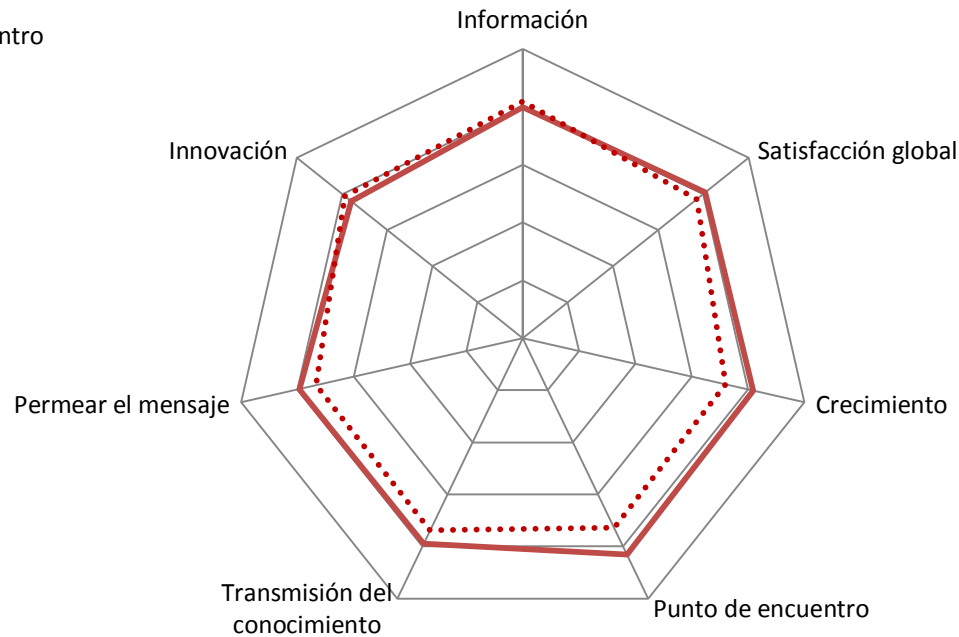 Información
Satisfacción global
Crecimiento
Punto de encuentro
Transmisión del
conocimiento
Permear el mensaje
Innovación